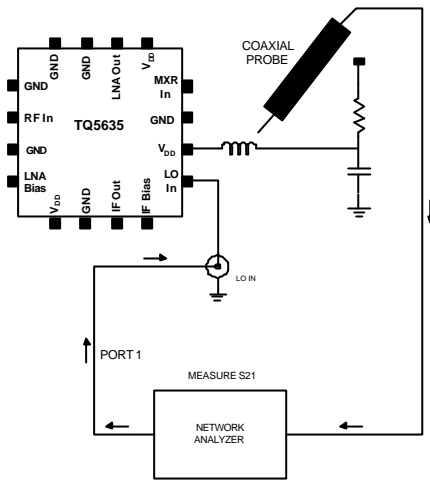 COAXIAL
PROBE
GND
GND
LNA Out
VDD
GND
RF In
GND
LNA
Bias
TQ5635
MXR
In
GND
VDD
LO
In
VDD
GND
IF Out
IF Bias
LO IN
PORT 1
MEASURE S21
NETWORK
ANALYZER